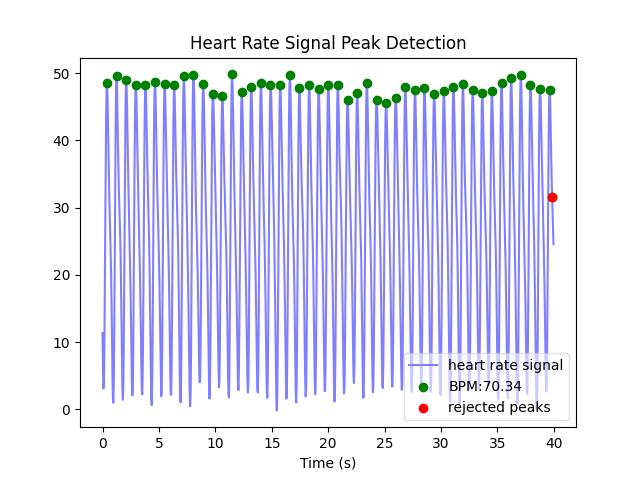 Heart Rate Signal Peak Detection
50
40
30
20
10
0
heart rate signal
BPM:70.34
rejected peaks
0 5 10 15 20 25 30 35 40
Time (s)